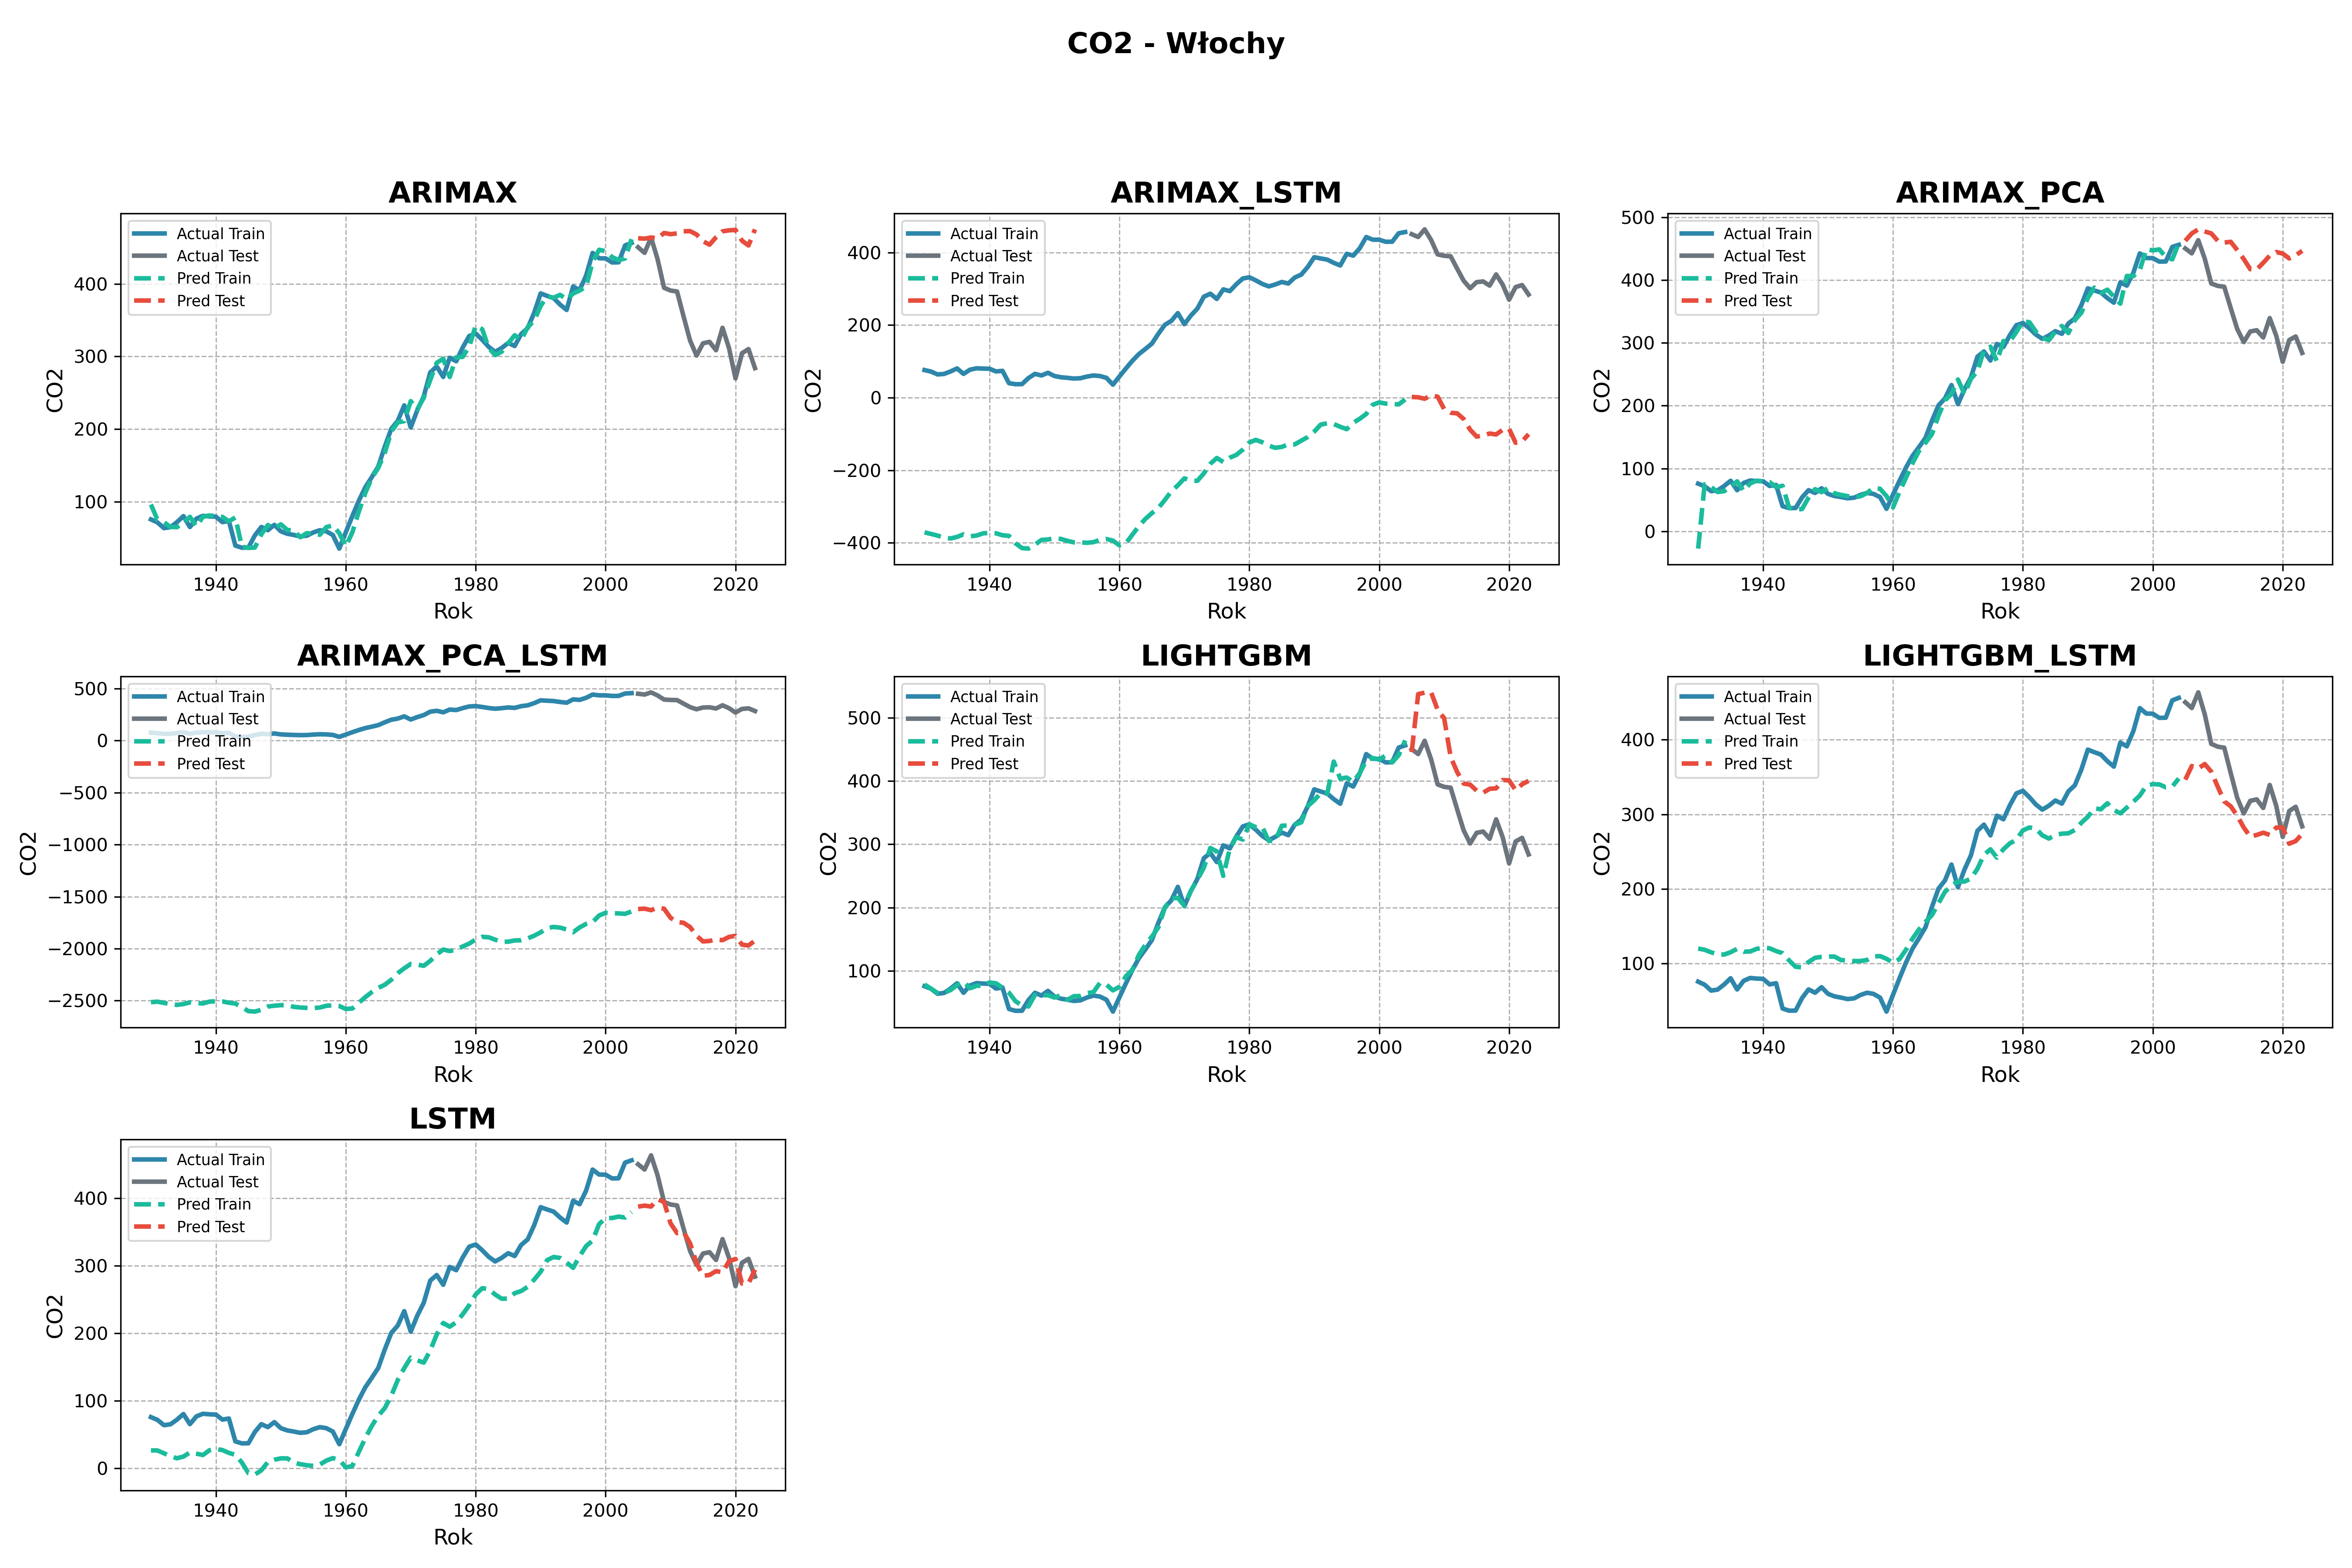 CO2 - Włochy
ARIMAX
Actual Train
Actual Test
Pred Train
Pred Test
400
300
200
100
CO2
1940
1960
1980
2000
2020
Rok
ARIMAX_LSTM
Actual Train
Actual Test
Pred Train
Pred Test
400
200
0
−200
−400
CO2
1940
1960
1980
2000
2020
Rok
ARIMAX_PCA
Actual Train
Actual Test
Pred Train
Pred Test
500
400
300
200
100
0
CO2
1940
1960
1980
2000
2020
Rok
ARIMAX_PCA_LSTM
Actual Train
Actual Test
Pred Train
Pred Test
500
0
−500
−1000
−1500
−2000
−2500
CO2
1940
1960
1980
2000
2020
Rok
LIGHTGBM
Actual Train
Actual Test
Pred Train
Pred Test
500
400
300
200
100
CO2
1940
1960
1980
2000
2020
Rok
LIGHTGBM_LSTM
Actual Train
Actual Test
Pred Train
Pred Test
400
300
200
100
CO2
1940
1960
1980
2000
2020
Rok
LSTM
Actual Train
Actual Test
Pred Train
Pred Test
400
300
200
100
0
CO2
1940
1960
1980
2000
2020
Rok